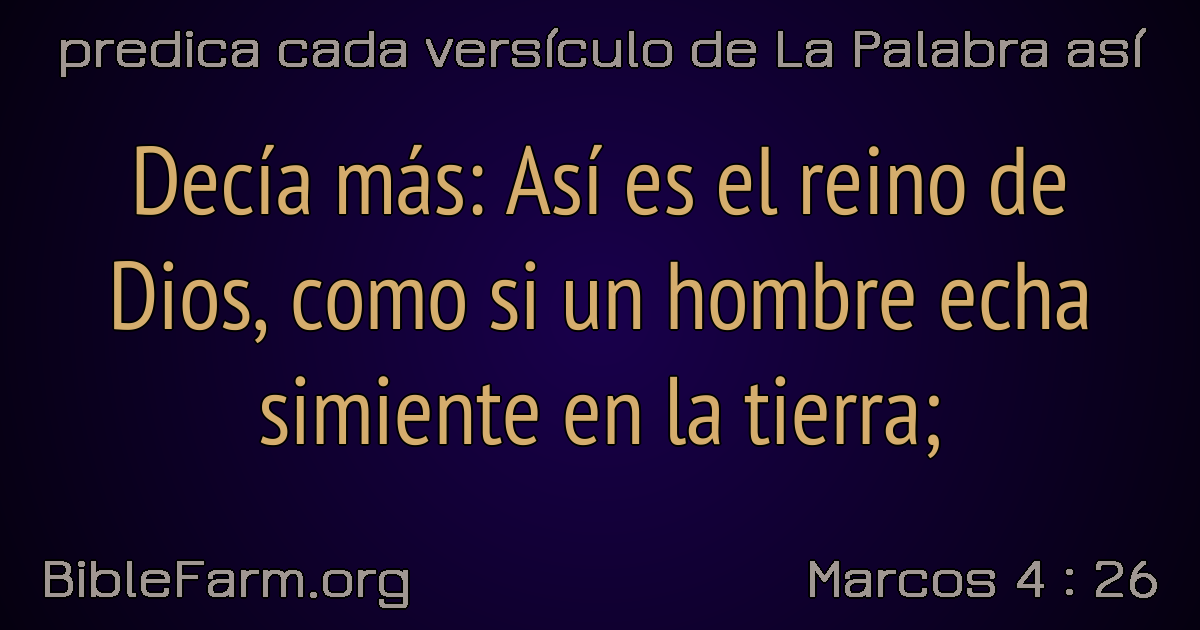 predica cada versículo de La Palabra así
Decía más: Así es el reino de
Dios, como si un hombre echa
simiente en la tierra;
BibleFarm.org
Marcos 4 : 26